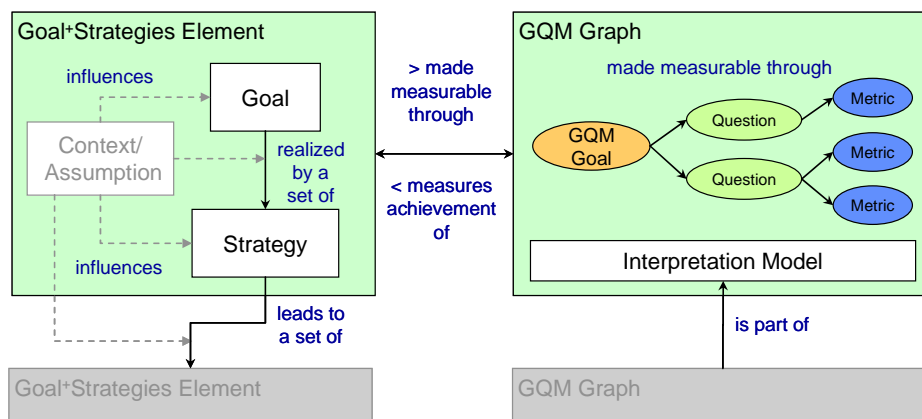 Goal⁺Strategies Element
influences
Goal
Context/
Assumption
realized
by a
set of
Strategy
influences
leads to
a set of
Goal⁺Strategies Element
> made
measurable
through
< measures
achievement
of
GQM Graph
made measurable through
GQM
Goal
Question
Question
Metric
Metric
Metric
Interpretation Model
is part of
GQM Graph